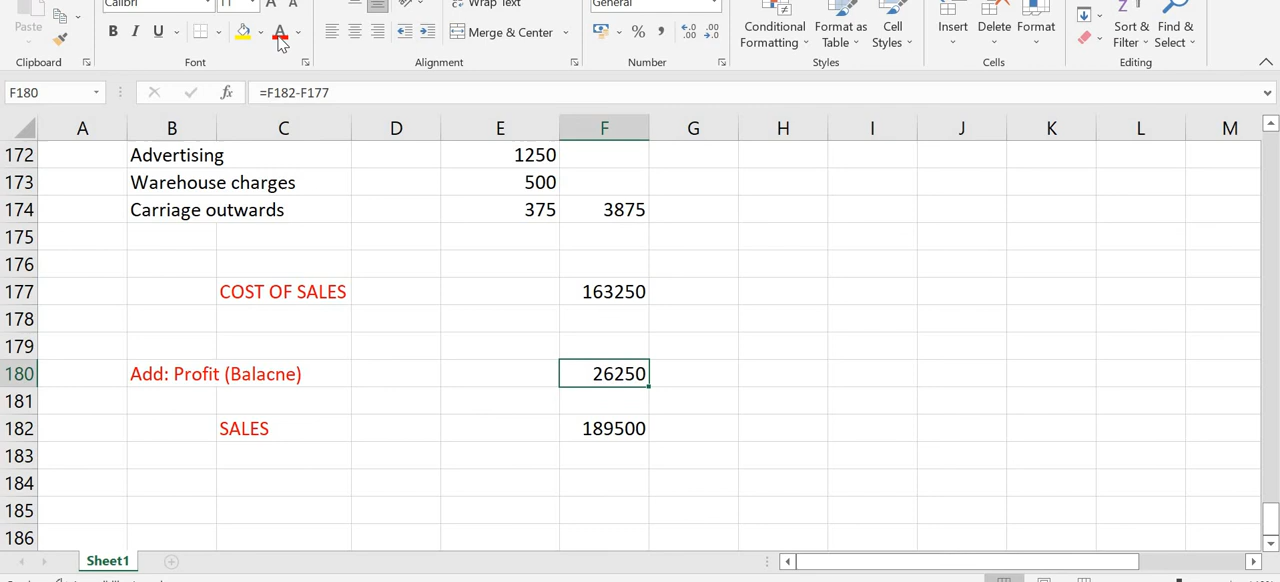 Calibri 11 A A Wrap Text General
Paste B I U A Merge & Center % , Conditional Formatting Format as Table Cell Styles Insert Delete Format Sort & Filter Find & Select
Clipboard Font Alignment Number Styles Cells Editing
F180 fx =F182-F177
A B C D E F G H I J K L M
172 Advertising 1250
173 Warehouse charges 500
174 Carriage outwards 375 3875
175
176
177 COST OF SALES 163250
178
179
180 Add: Profit (Balacne) 26250
181
182 SALES 189500
183
184
185
186
Sheet1